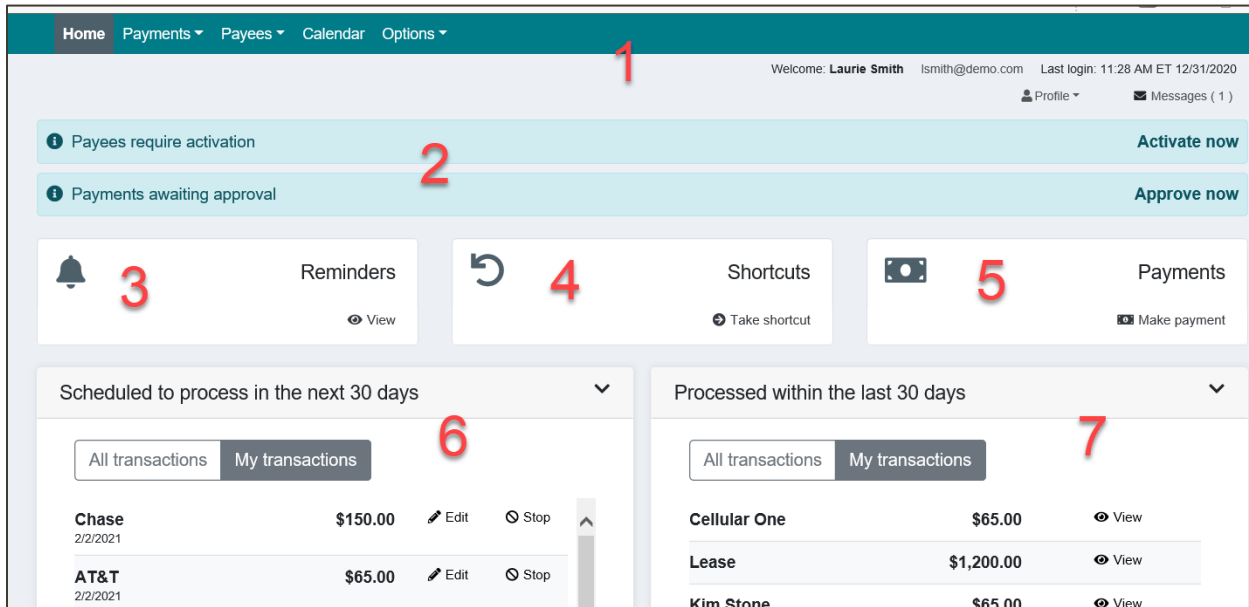 Home Payments Payees Calendar Options
1
Welcome: Laurie Smith lsmith@demo.com Last login: 11:28 AM ET 12/31/2020
Profile Messages ( 1 )
Payees require activation Activate now
2
Payments awaiting approval Approve now
3 Reminders
View
4 Shortcuts
Take shortcut
5 Payments
Make payment
Scheduled to process in the next 30 days
6
All transactions My transactions
Chase $150.00 Edit Stop
2/2/2021
AT&T $65.00 Edit Stop
2/2/2021
Processed within the last 30 days
7
All transactions My transactions
Cellular One $65.00 View
Lease $1,200.00 View
Kim Stone $65.00 View